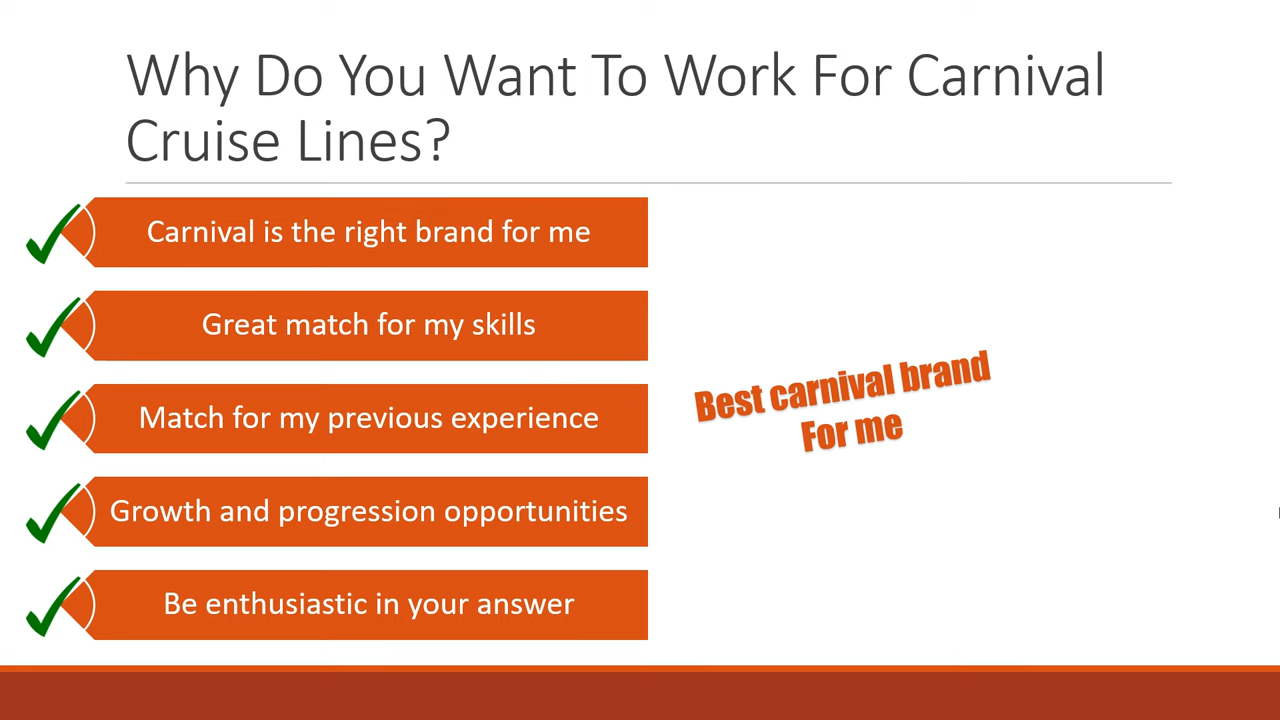 Why Do You Want To Work For Carnival
Cruise Lines?
Carnival is the right brand for me
Great match for my skills
Match for my previous experience
Growth and progression opportunities
Be enthusiastic in your answer
Best carnival brand
For me